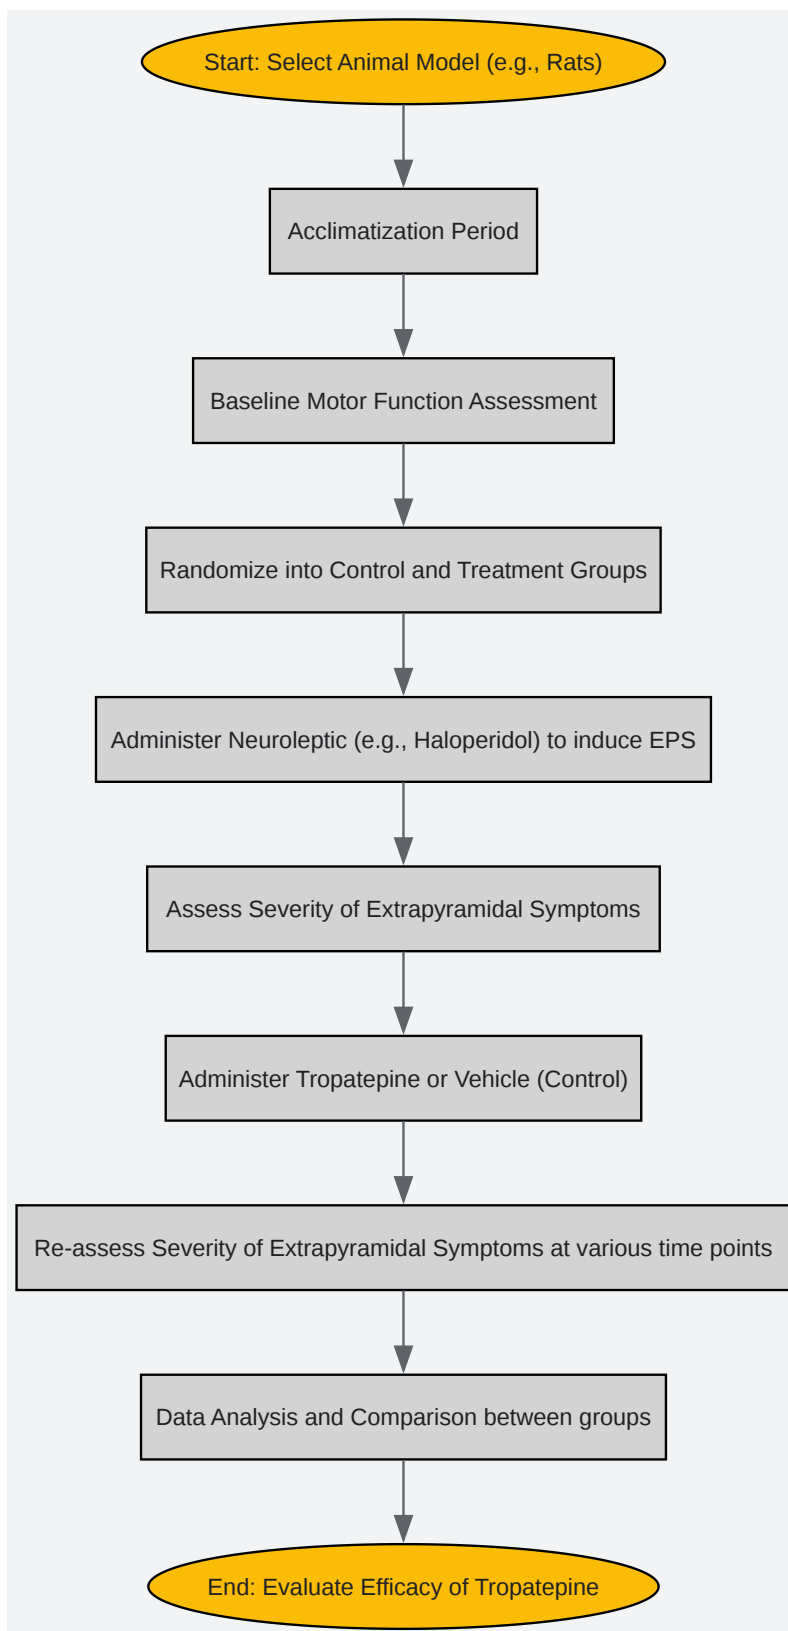 Start: Select Animal Model (e.g., Rats)
Acclimatization Period
Baseline Motor Function Assessment
Randomize into Control and Treatment Groups
Administer Neuroleptic (e.g., Haloperidol) to induce EPS
Assess Severity of Extrapyramidal Symptoms
Administer Tropatepine or Vehicle (Control)
Re-assess Severity of Extrapyramidal Symptoms at various time points
Data Analysis and Comparison between groups
End: Evaluate Efficacy of Tropatepine